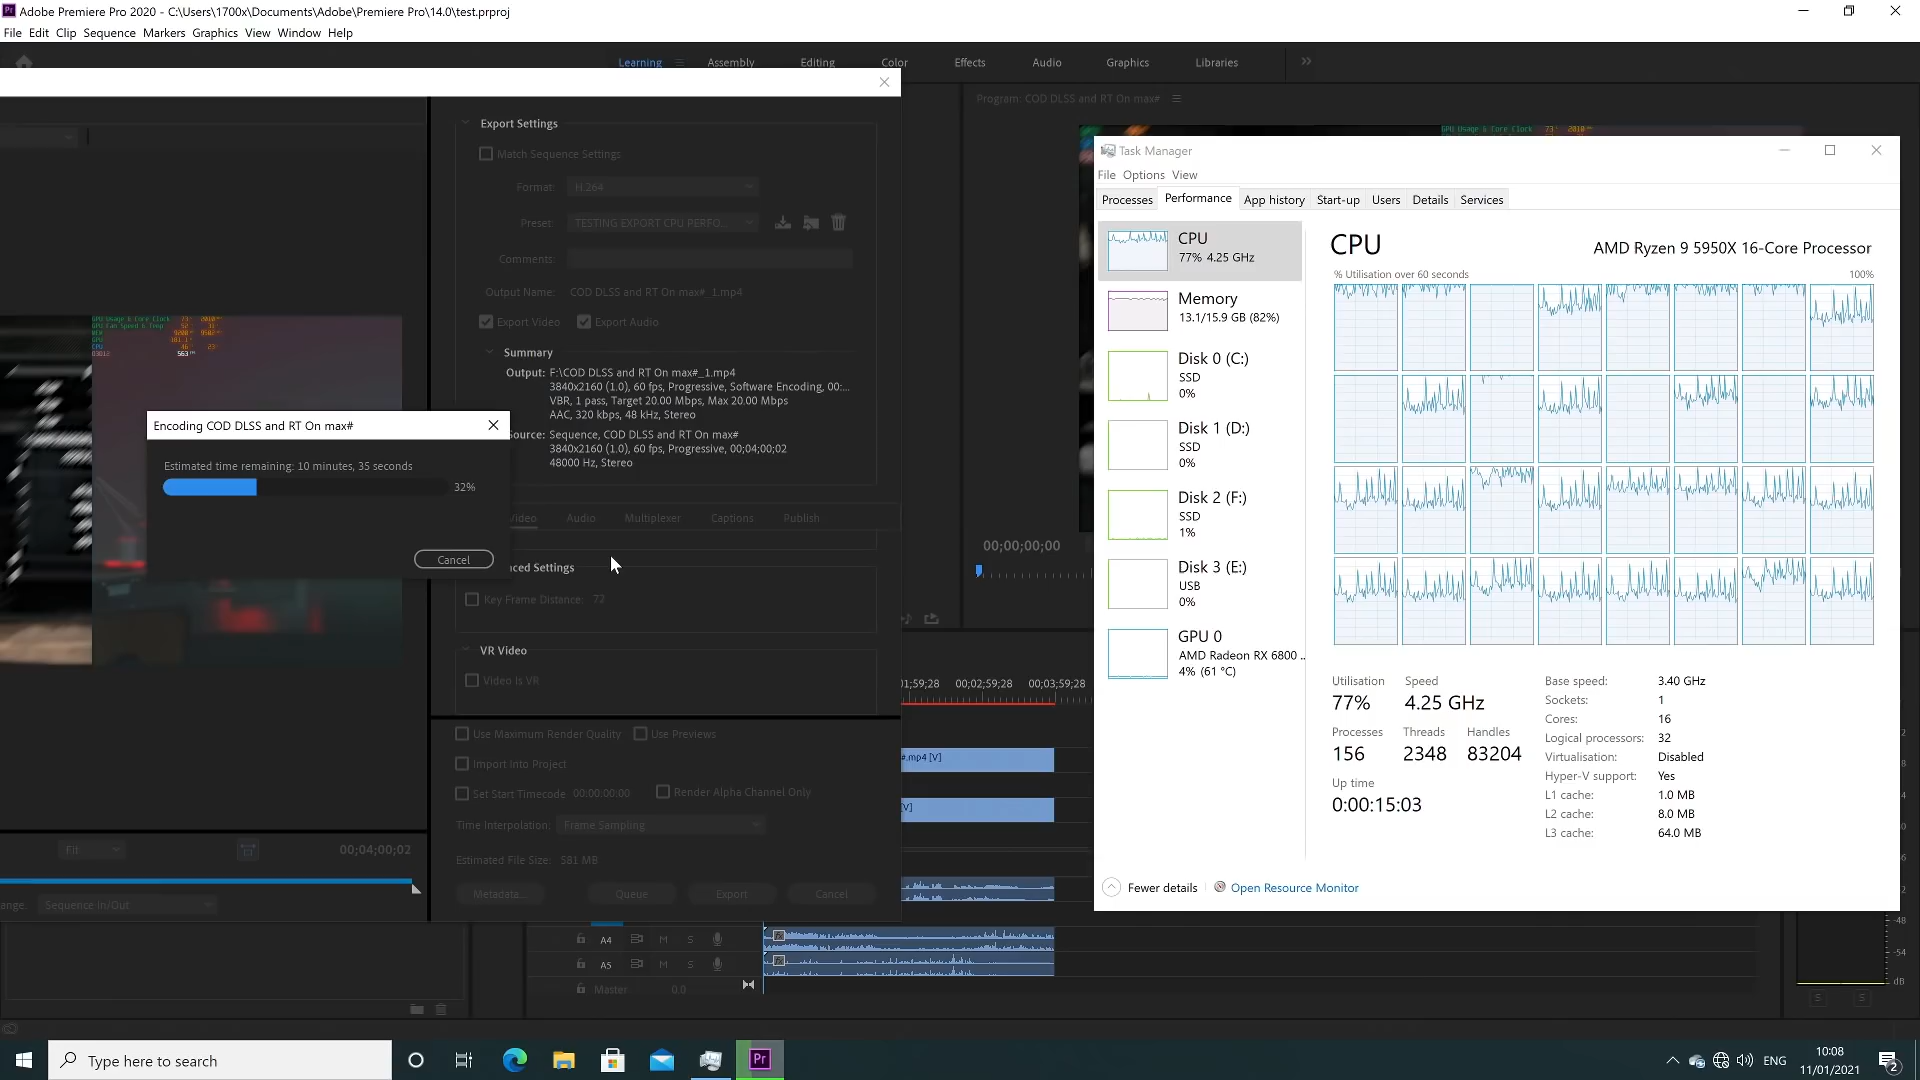 Adobe Premiere Pro 2020 - C:\Users\1700x\Documents\Adobe\Premiere Pro\14.0\test.prproj
File Edit Clip Sequence Markers Graphics View Window Help
Learning Assembly Editing Color Effects Audio Graphics Libraries
Program: COD DLSS and RT On max#
Export Settings
Match Sequence Settings
Format: H.264
Preset: TESTING EXPORT CPU PERFO...
Comments:
Output Name: COD DLSS and RT On max#_1.mp4
Export Video Export Audio
Summary
Output: F:\COD DLSS and RT On max#_1.mp4
3840x2160 (1.0), 60 fps, Progressive, Software Encoding, 00:...
VBR, 1 pass, Target 20.00 Mbps, Max 20.00 Mbps
AAC, 320 kbps, 48 kHz, Stereo
Source: Sequence, COD DLSS and RT On max#
3840x2160 (1.0), 60 fps, Progressive, 00;04;00;02
48000 Hz, Stereo
Encoding COD DLSS and RT On max#
Estimated time remaining: 10 minutes, 35 seconds
32%
Cancel
Video Audio Multiplexer Captions Publish
Key Frame Distance: 72
VR Video
Video Is VR
Use Maximum Render Quality Use Previews
Import Into Project
Set Start Timecode 00:00:00:00 Render Alpha Channel Only
Time Interpolation: Frame Sampling
Estimated File Size: 581 MB
Metadata... Queue Export Cancel
Fit 00;04;00;02
Sequence In/Out
00;00;00;00
00;02;59;28 00;03;59;28
#.mp4 [V]
[V]
A4 M S
A5 M S
Master 0.0
-48
-54
dB
S S
Task Manager
File Options View
Processes Performance App history Start-up Users Details Services
CPU
77% 4.25 GHz
Memory
13.1/15.9 GB (82%)
Disk 0 (C:)
SSD
0%
Disk 1 (D:)
SSD
0%
Disk 2 (F:)
SSD
1%
Disk 3 (E:)
USB
0%
GPU 0
AMD Radeon RX 6800 ..
4% (61 °C)
CPU AMD Ryzen 9 5950X 16-Core Processor
% Utilisation over 60 seconds 100%
Utilisation Speed
77% 4.25 GHz
Processes Threads Handles
156 2348 83204
Up time
0:00:15:03
Base speed: 3.40 GHz
Sockets: 1
Cores: 16
Logical processors: 32
Virtualisation: Disabled
Hyper-V support: Yes
L1 cache: 1.0 MB
L2 cache: 8.0 MB
L3 cache: 64.0 MB
Fewer details Open Resource Monitor
Type here to search
Pr
ENG
10:08
11/01/2021
2